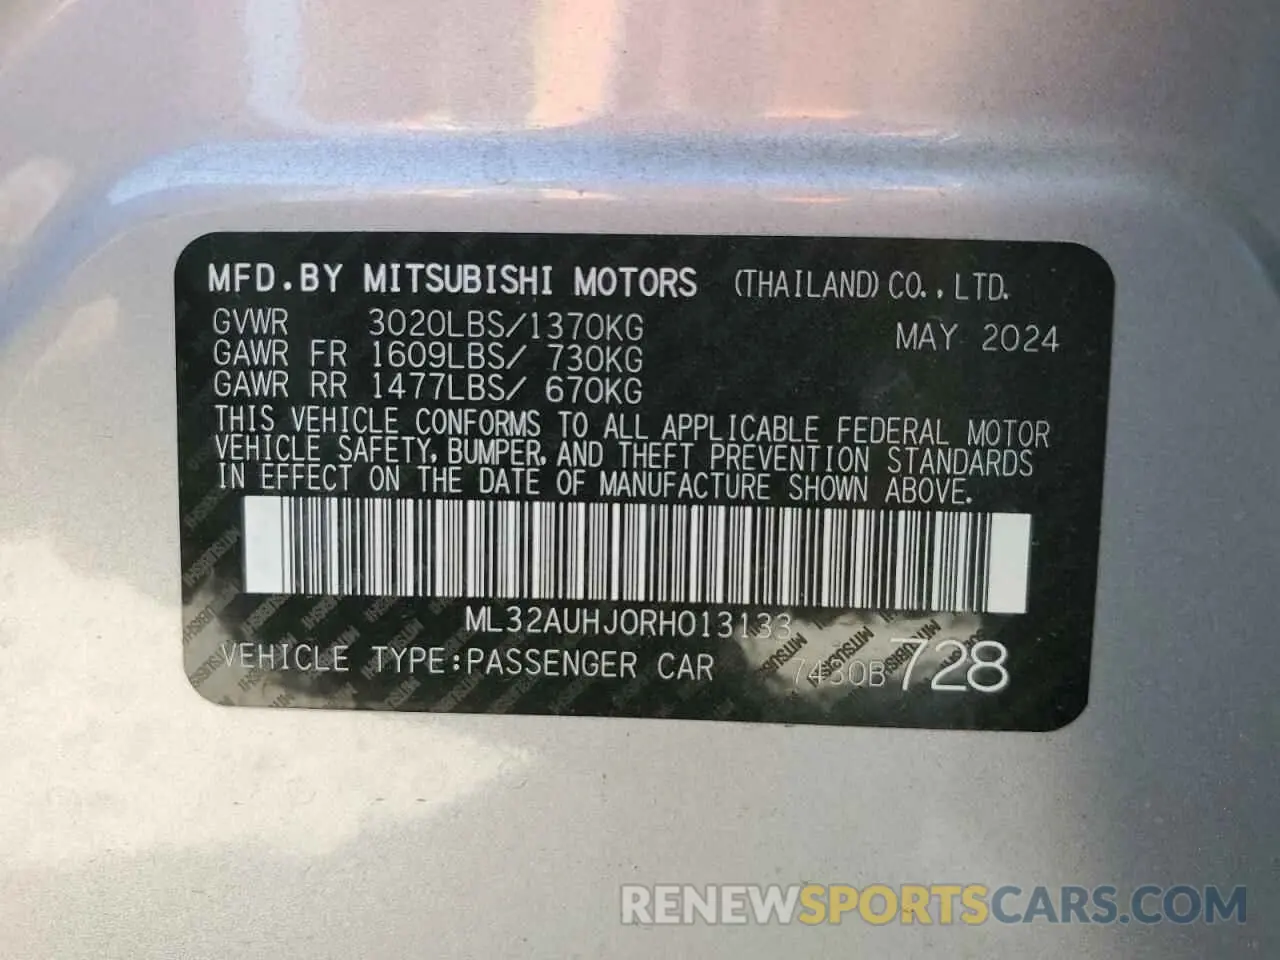 MFD.BY MITSUBISHI MOTORS (THAILAND) CO.,LTD.
GVWR 3020LBS/1370KG MAY 2024
GAWR FR 1609LBS/ 730KG
GAWR RR 1477LBS/ 670KG
THIS VEHICLE CONFORMS TO ALL APPLICABLE FEDERAL MOTOR
VEHICLE SAFETY, BUMPER, AND THEFT PREVENTION STANDARDS
IN EFFECT ON THE DATE OF MANUFACTURE SHOWN ABOVE.
ML32AUHJ0RH013133
VEHICLE TYPE:PASSENGER CAR 7430B728
RENEWSPORTSCARS.COM